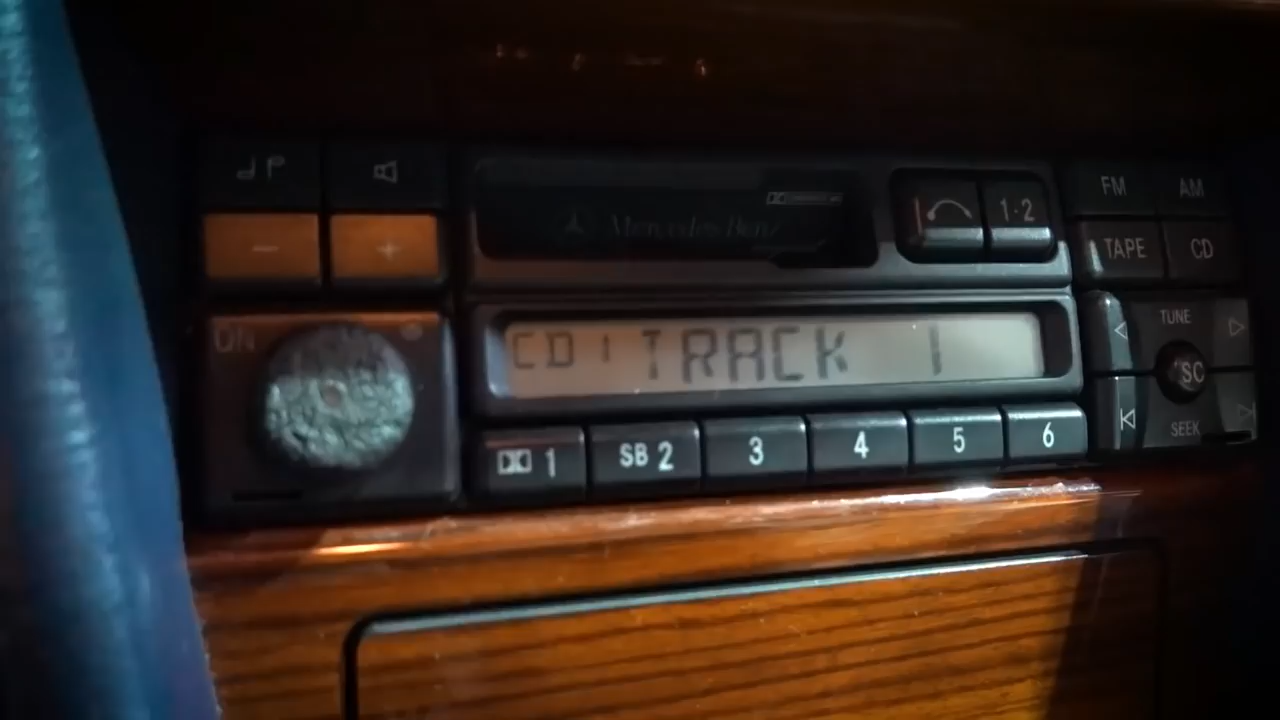 FM AM
Mercedes-Benz
1·2
TAPE CD
ON
CD 1 TRACK 1
TUNE
SC
SEEK
1 SB 2 3 4 5 6